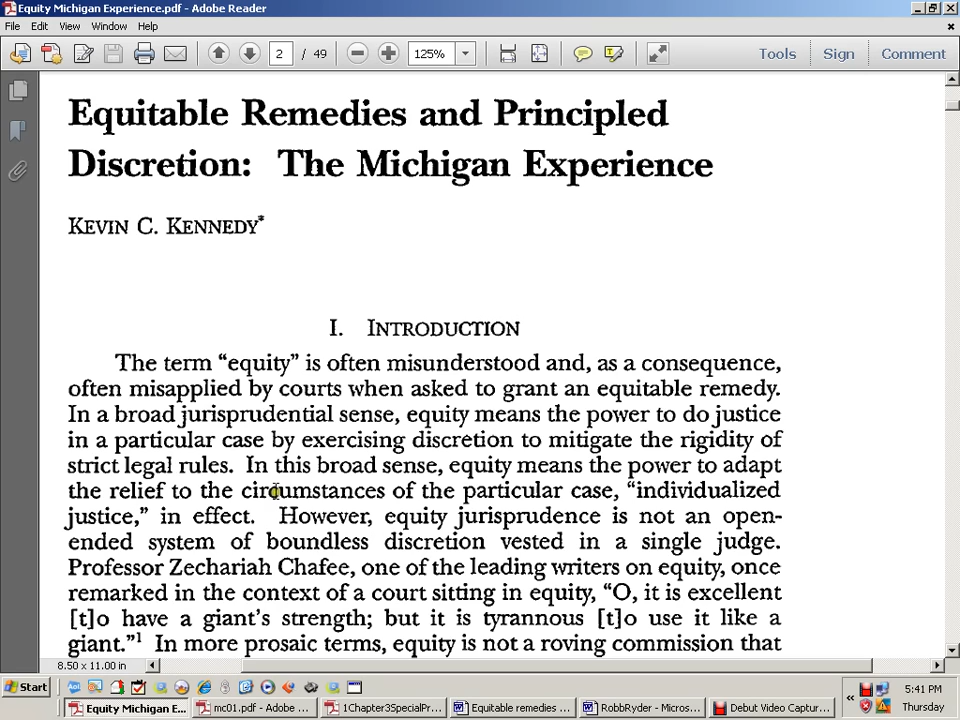 Equity Michigan Experience.pdf - Adobe Reader
File Edit View Window Help
2 / 49 125% Tools Sign Comment
Equitable Remedies and Principled
Discretion: The Michigan Experience
KEVIN C. KENNEDY*
I. INTRODUCTION
The term "equity" is often misunderstood and, as a consequence,
often misapplied by courts when asked to grant an equitable remedy.
In a broad jurisprudential sense, equity means the power to do justice
in a particular case by exercising discretion to mitigate the rigidity of
strict legal rules. In this broad sense, equity means the power to adapt
the relief to the circumstances of the particular case, "individualized
justice," in effect. However, equity jurisprudence is not an open-
ended system of boundless discretion vested in a single judge.
Professor Zechariah Chafee, one of the leading writers on equity, once
remarked in the context of a court sitting in equity, "O, it is excellent
[t]o have a giant's strength; but it is tyrannous [t]o use it like a
giant."1 In more prosaic terms, equity is not a roving commission that
8.50 x 11.00 in
Start 5:41 PM
Equity Michigan E... mc01.pdf - Adobe ... 1Chapter3SpecialPr... Equitable remedies ... RobbRyder - Micros... Debut Video Captur... Thursday